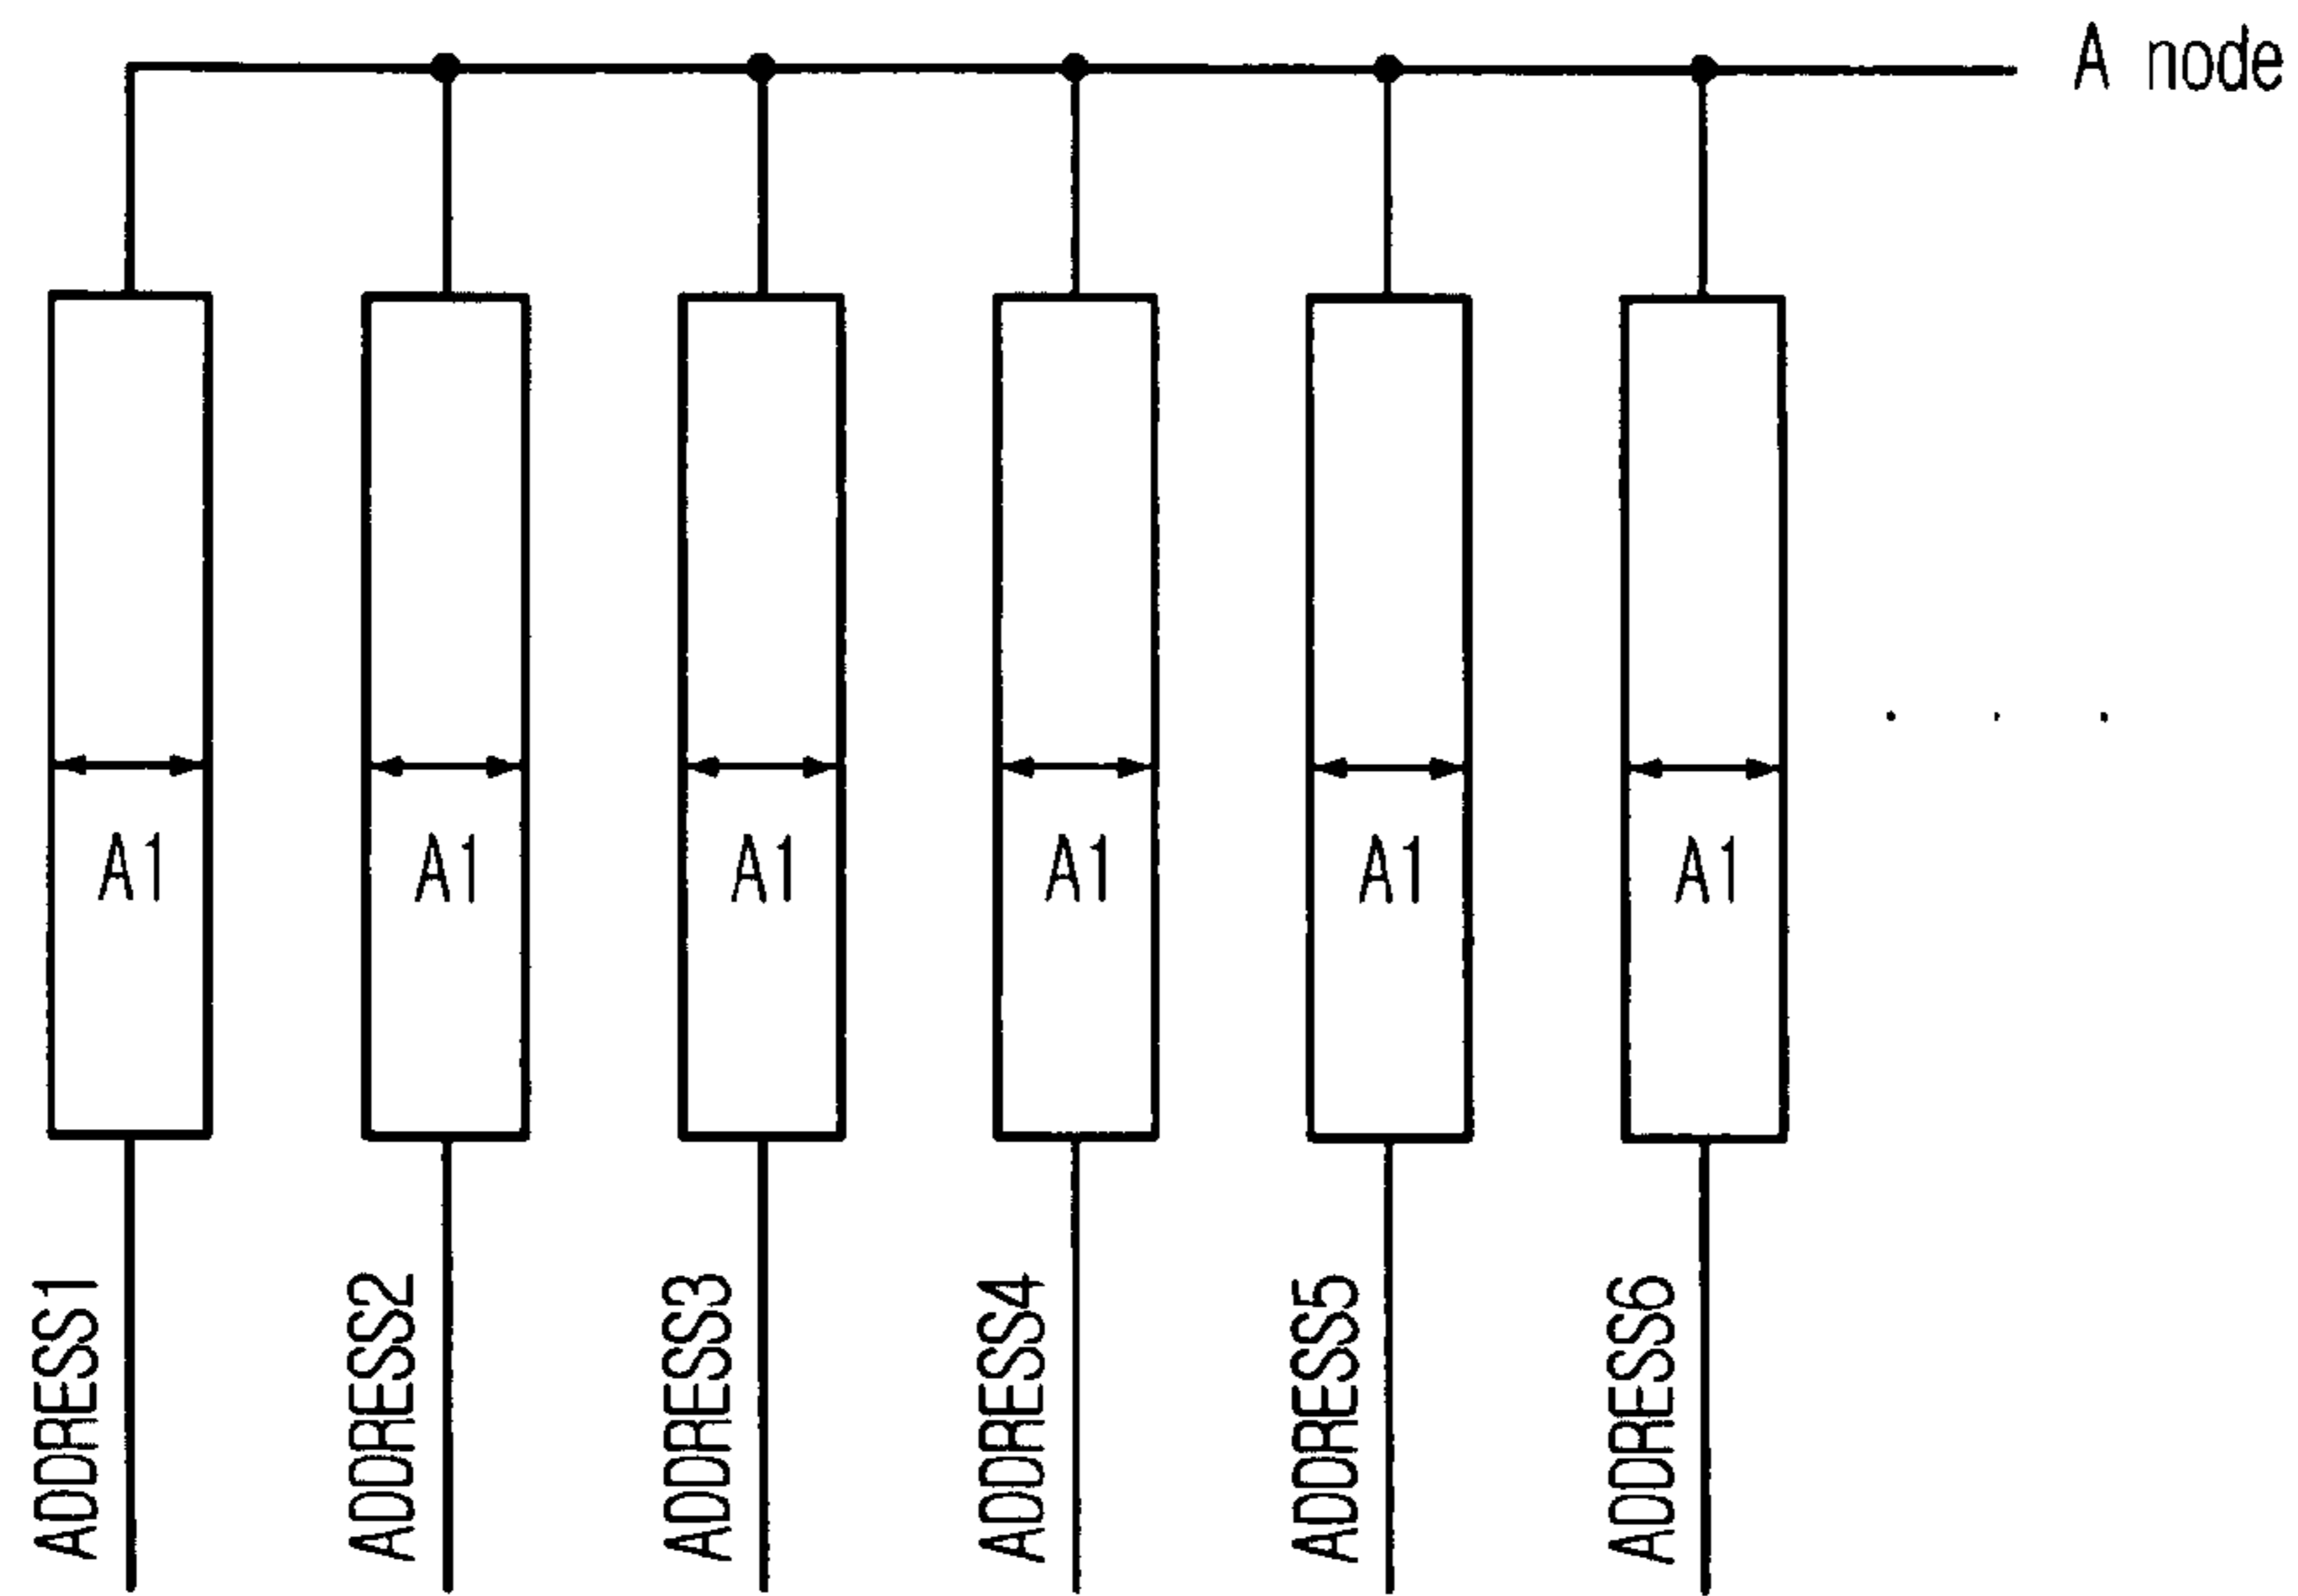 A node
A1 A1 A1 A1 A1 A1
. . .
ADDRESS1
ADDRESS2
ADDRESS3
ADDRESS4
ADDRESS5
ADDRESS6